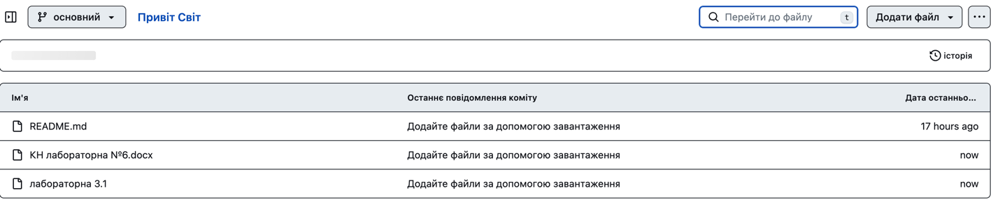 основний Привіт Світ Перейти до файлу t Додати файл ...
історія
Ім'я Останнє повідомлення коміту Дата останньо...
README.md Додайте файли за допомогою завантаження 17 hours ago
КН лабораторна №6.docx Додайте файли за допомогою завантаження now
лабораторна 3.1 Додайте файли за допомогою завантаження now